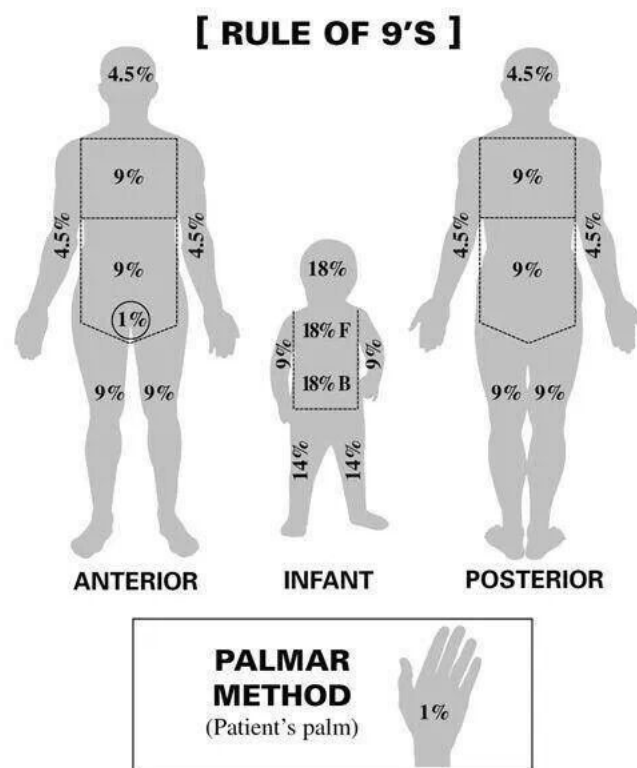 [ RULE OF 9'S ]
4.5%
9%
4.5%
4.5%
9%
1%
9% 9%
ANTERIOR
18%
18% F
9%
9%
18% B
14%
14%
INFANT
4.5%
9%
4.5%
4.5%
9%
9% 9%
POSTERIOR
PALMAR
METHOD
(Patient's palm)
1%